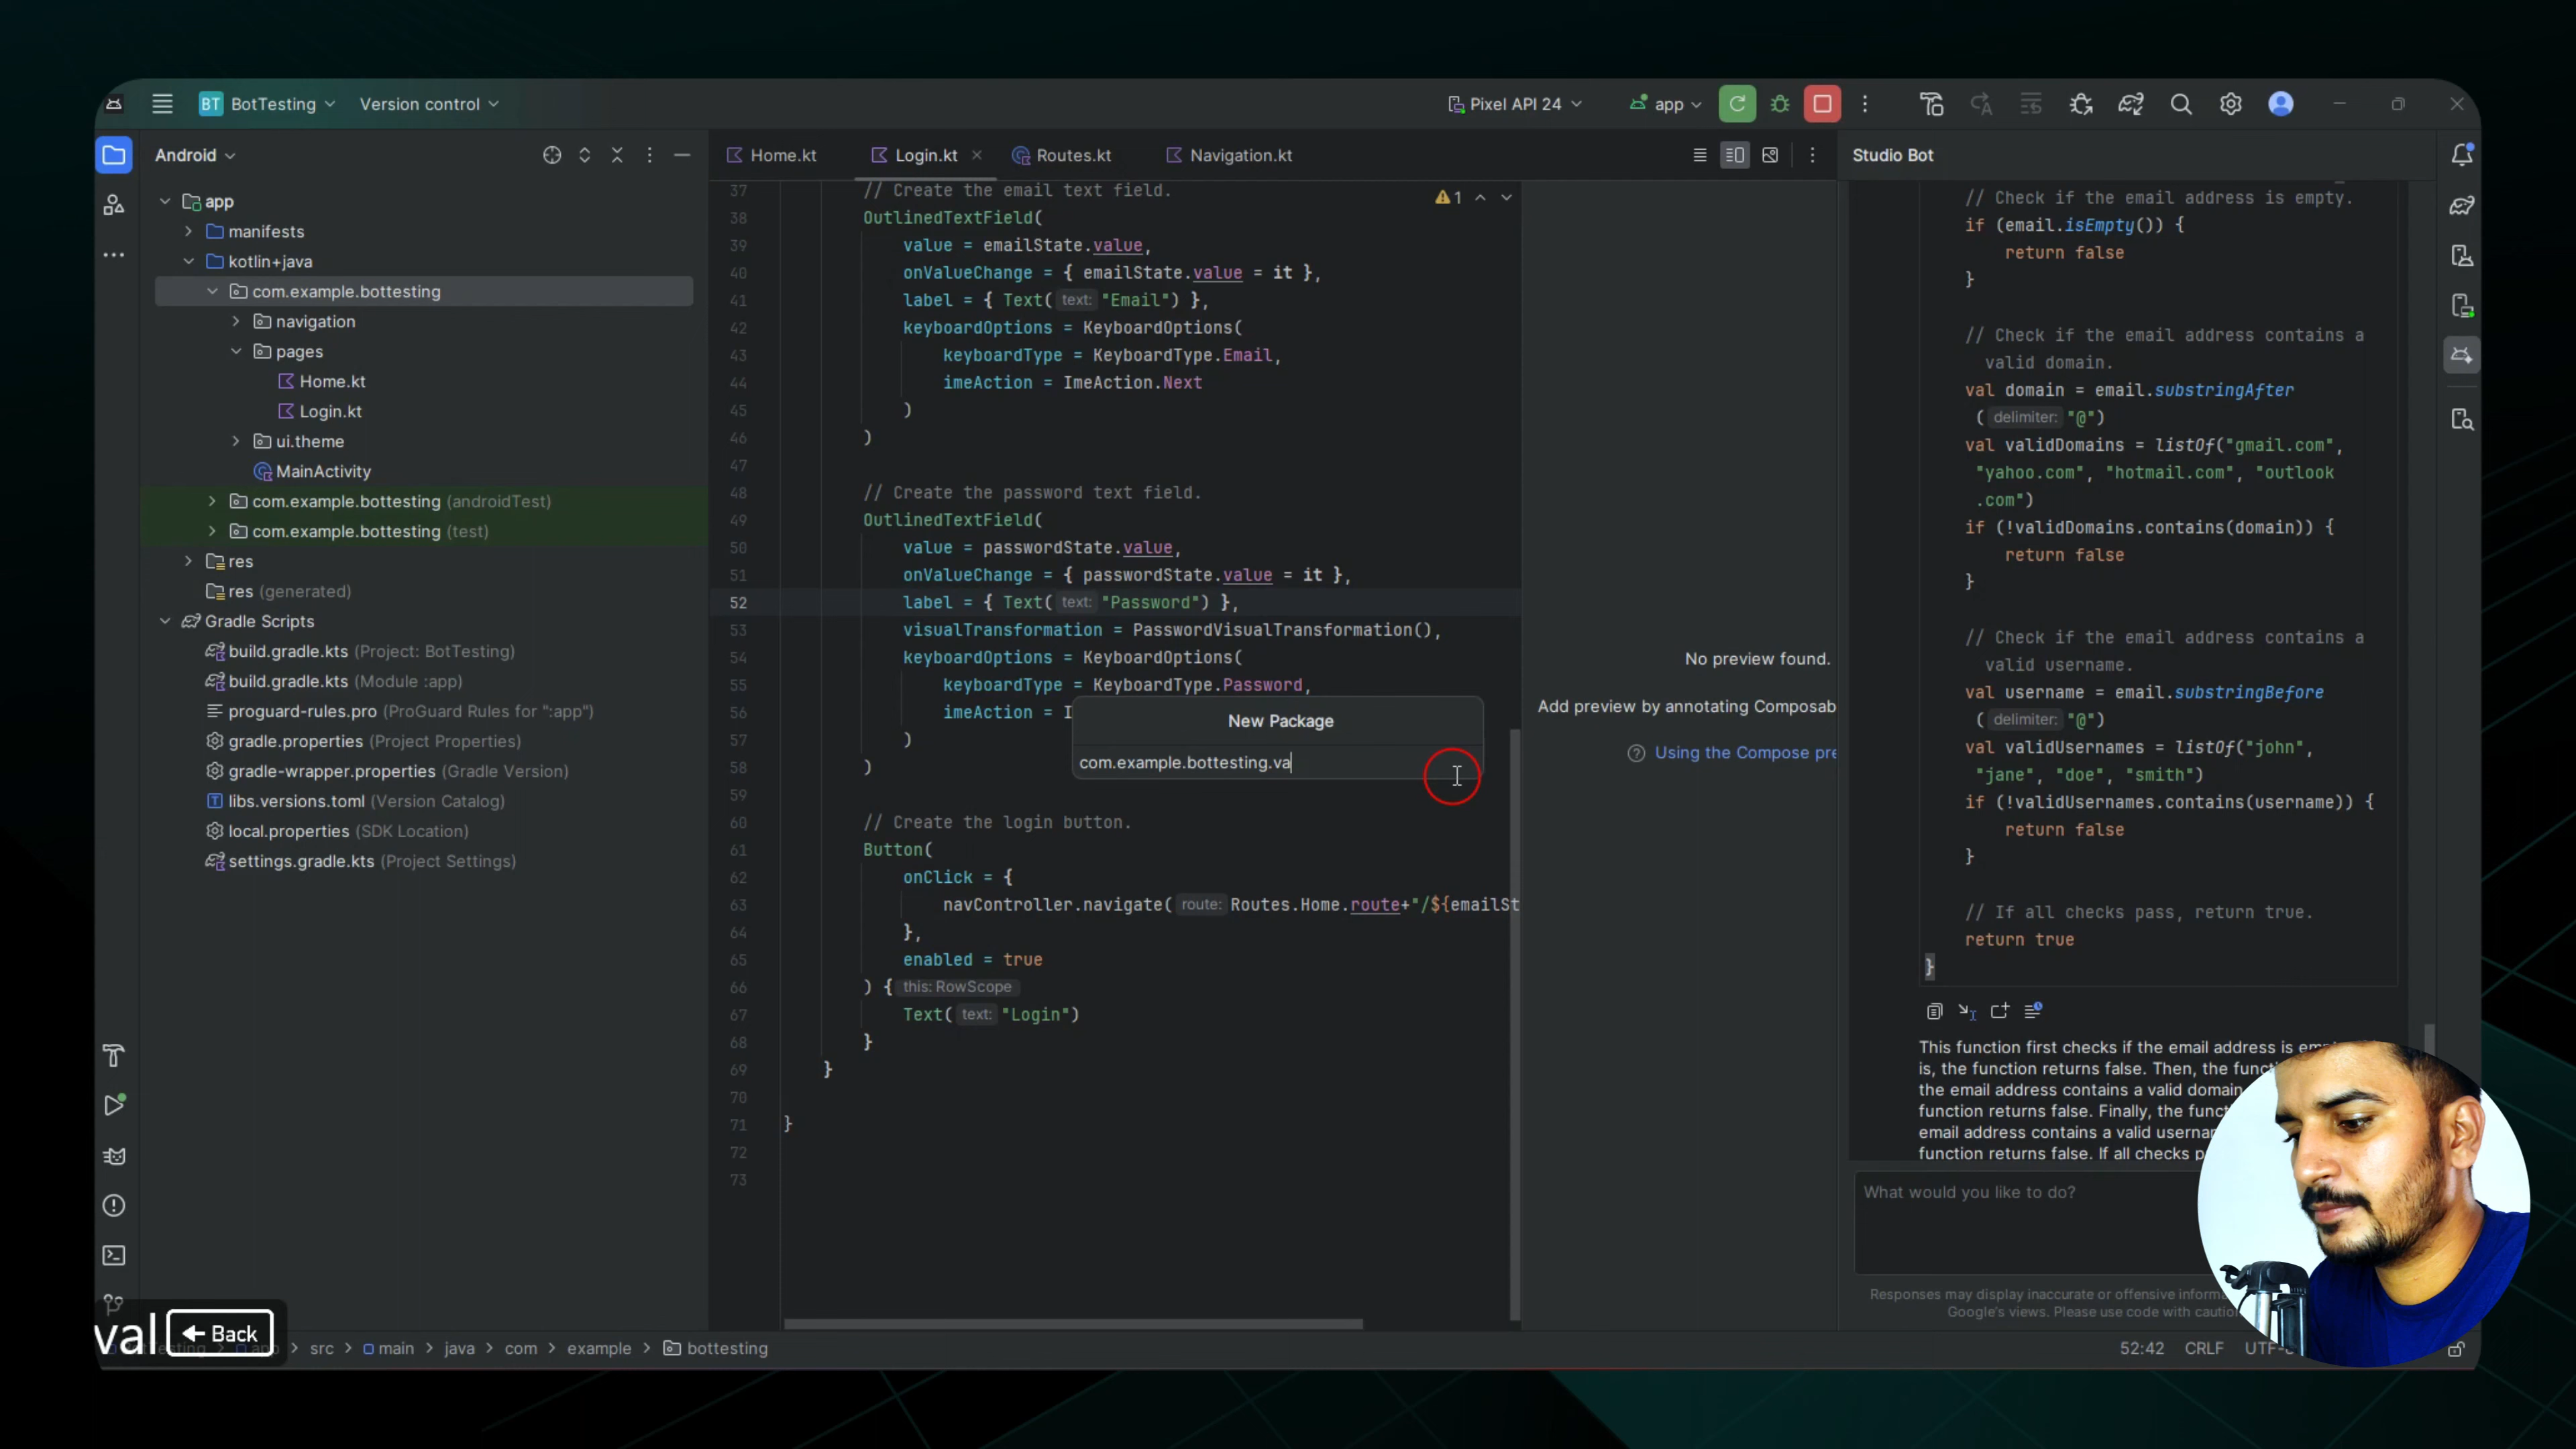 BT BotTesting
Version control
Pixel API 24
app
Android
Home.kt
Login.kt
Routes.kt
Navigation.kt
Studio Bot
app
manifests
kotlin+java
com.example.bottesting
navigation
pages
Home.kt
Login.kt
ui.theme
MainActivity
com.example.bottesting (androidTest)
com.example.bottesting (test)
res
res (generated)
Gradle Scripts
build.gradle.kts (Project: BotTesting)
build.gradle.kts (Module :app)
proguard-rules.pro (ProGuard Rules for ":app")
gradle.properties (Project Properties)
gradle-wrapper.properties (Gradle Version)
libs.versions.toml (Version Catalog)
local.properties (SDK Location)
settings.gradle.kts (Project Settings)
1
37 // Create the email text field.
38 OutlinedTextField(
39 value = emailState.value,
40 onValueChange = { emailState.value = it },
41 label = { Text( text: "Email") },
42 keyboardOptions = KeyboardOptions(
43 keyboardType = KeyboardType.Email,
44 imeAction = ImeAction.Next
45 )
46 )
47
48 // Create the password text field.
49 OutlinedTextField(
50 value = passwordState.value,
51 onValueChange = { passwordState.value = it },
52 label = { Text( text: "Password") },
53 visualTransformation = PasswordVisualTransformation(),
54 keyboardOptions = KeyboardOptions(
55 keyboardType = KeyboardType.Password,
56 imeAction = I
57 )
58 )
59
60 // Create the login button.
61 Button(
62 onClick = {
63 navController.navigate( route: Routes.Home.route+"/${emailSt
64 },
65 enabled = true
66 ) { this: RowScope
67 Text( text: "Login")
68 }
69 }
70
71 }
72
73
New Package
com.example.bottesting.va
No preview found.
Add preview by annotating Composab
Using the Compose pre
// Check if the email address is empty.
if (email.isEmpty()) {
return false
}
// Check if the email address contains a
valid domain.
val domain = email.substringAfter
( delimiter: "@")
val validDomains = listOf("gmail.com",
"yahoo.com", "hotmail.com", "outlook
.com")
if (!validDomains.contains(domain)) {
return false
}
// Check if the email address contains a
valid username.
val username = email.substringBefore
( delimiter: "@")
val validUsernames = listOf("john",
"jane", "doe", "smith")
if (!validUsernames.contains(username)) {
return false
}
// If all checks pass, return true.
return true
}
This function first checks if the email address is em
is, the function returns false. Then, the funct
the email address contains a valid domain
function returns false. Finally, the func
email address contains a valid usernam
function returns false. If all checks p
What would you like to do?
Responses may display inaccurate or offensive informa
Google's views. Please use code with cautio
val Back
src > main > java > com > example > bottesting
52:42 CRLF UTF-8